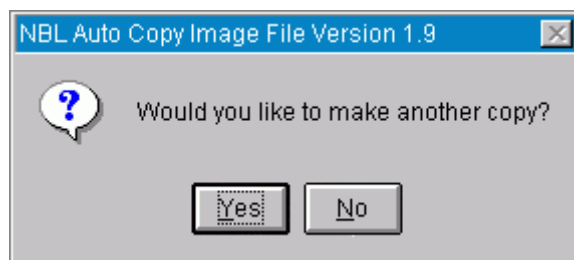 NBL Auto Copy Image File Version 1.9
Would you like to make another copy?
Yes No